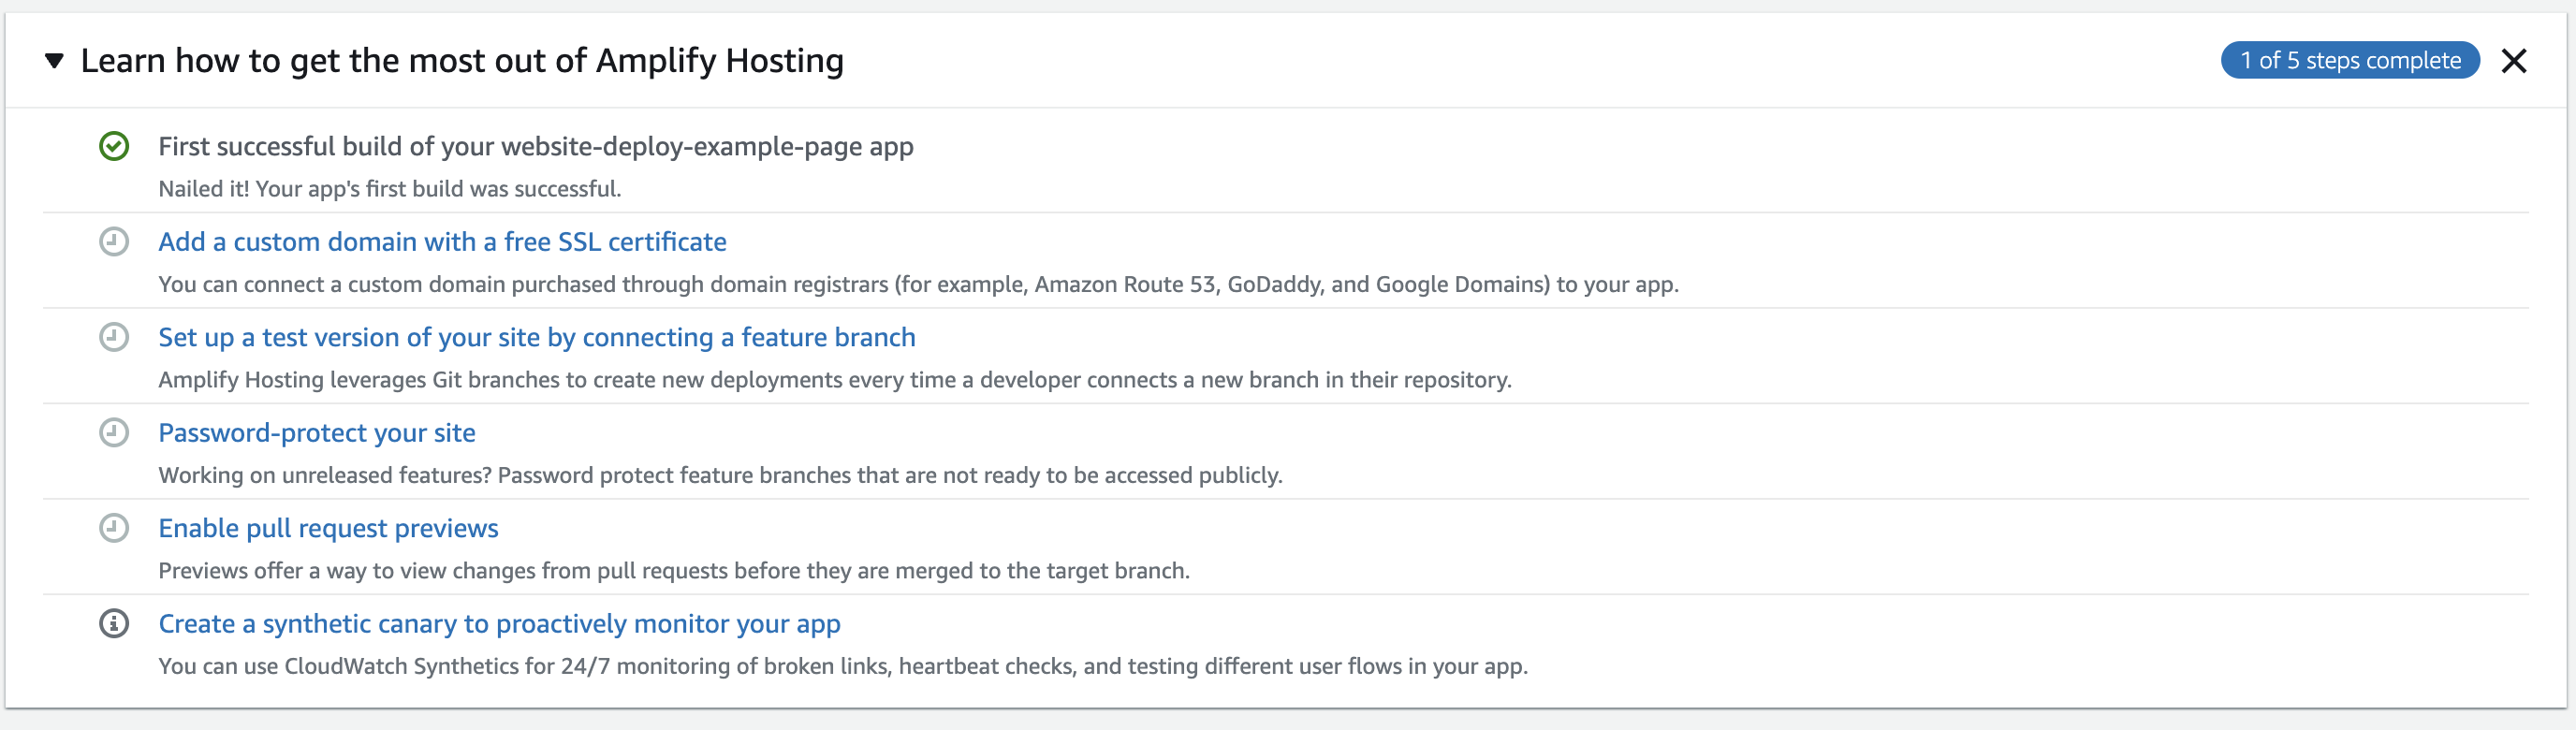 Learn how to get the most out of Amplify Hosting
1 of 5 steps complete
First successful build of your website-deploy-example-page app
Nailed it! Your app's first build was successful.
Add a custom domain with a free SSL certificate
You can connect a custom domain purchased through domain registrars (for example, Amazon Route 53, GoDaddy, and Google Domains) to your app.
Set up a test version of your site by connecting a feature branch
Amplify Hosting leverages Git branches to create new deployments every time a developer connects a new branch in their repository.
Password-protect your site
Working on unreleased features? Password protect feature branches that are not ready to be accessed publicly.
Enable pull request previews
Previews offer a way to view changes from pull requests before they are merged to the target branch.
Create a synthetic canary to proactively monitor your app
You can use CloudWatch Synthetics for 24/7 monitoring of broken links, heartbeat checks, and testing different user flows in your app.